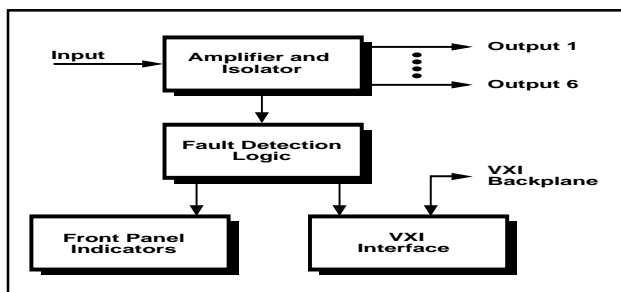 Input
Amplifier and
Isolator
Output 1
Output 6
Fault Detection
Logic
VXI
Backplane
Front Panel
Indicators
VXI
Interface